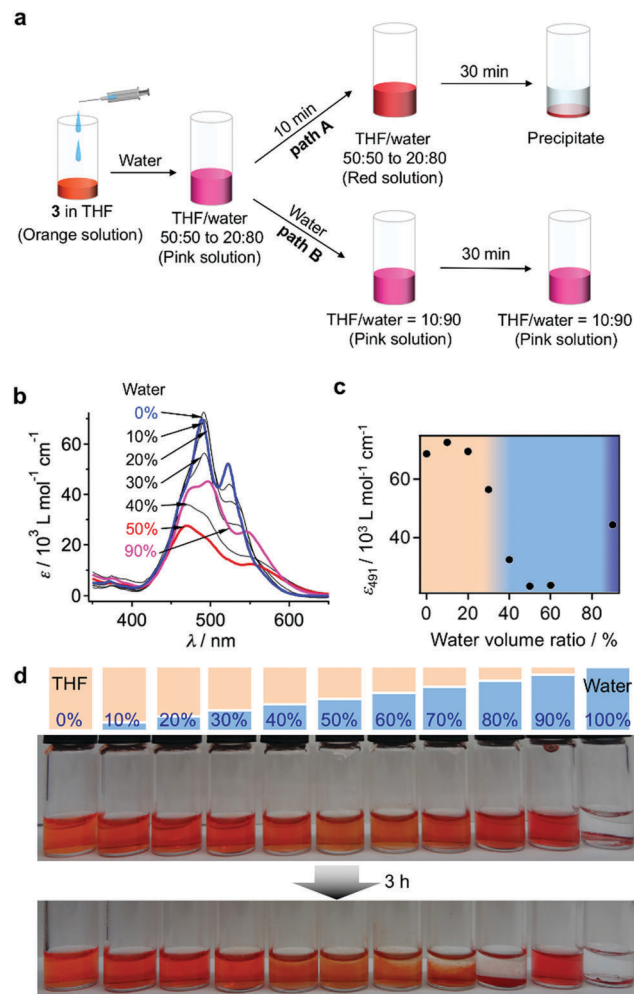 a
Water
3 in THF
(Orange solution)
THF/water
50:50 to 20:80
(Pink solution)
10 min
path A
THF/water
50:50 to 20:80
(Red solution)
30 min
Precipitate
Water
path B
THF/water = 10:90
(Pink solution)
30 min
THF/water = 10:90
(Pink solution)
b
Water
0%
10%
20%
30%
40%
50%
90%
60
40
20
0
ε / 10³ L mol⁻¹ cm⁻¹
400 500 600
λ / nm
c
70
40
ε₄₉₁ / 10³ L mol⁻¹ cm⁻¹
0 20 40 60 80
Water volume ratio / %
d
THF Water
0% 10% 20% 30% 40% 50% 60% 70% 80% 90% 100%
3 h